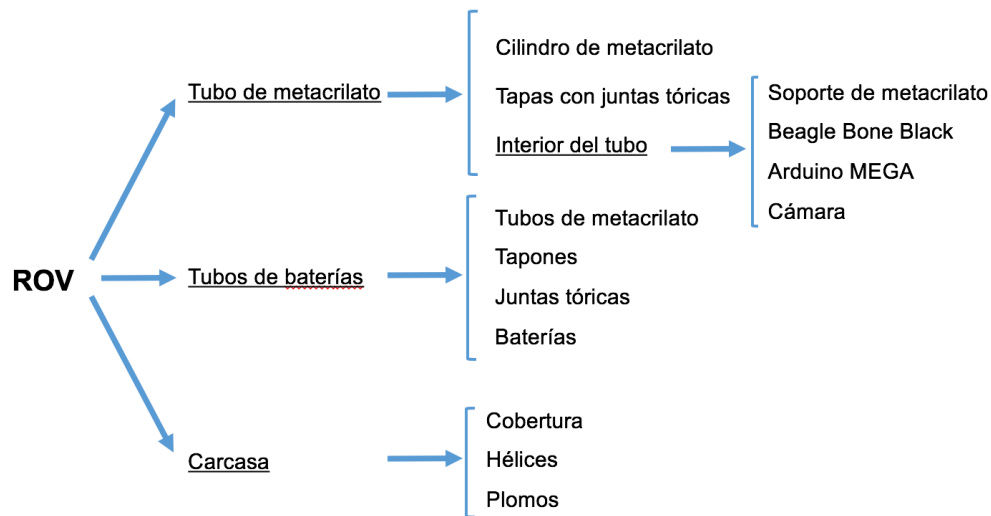 ROV
Tubo de metacrilato
Cilindro de metacrilato
Tapas con juntas tóricas
Interior del tubo
Soporte de metacrilato
Beagle Bone Black
Arduino MEGA
Cámara
Tubos de baterías
Tubos de metacrilato
Tapones
Juntas tóricas
Baterías
Carcasa
Cobertura
Hélices
Plomos